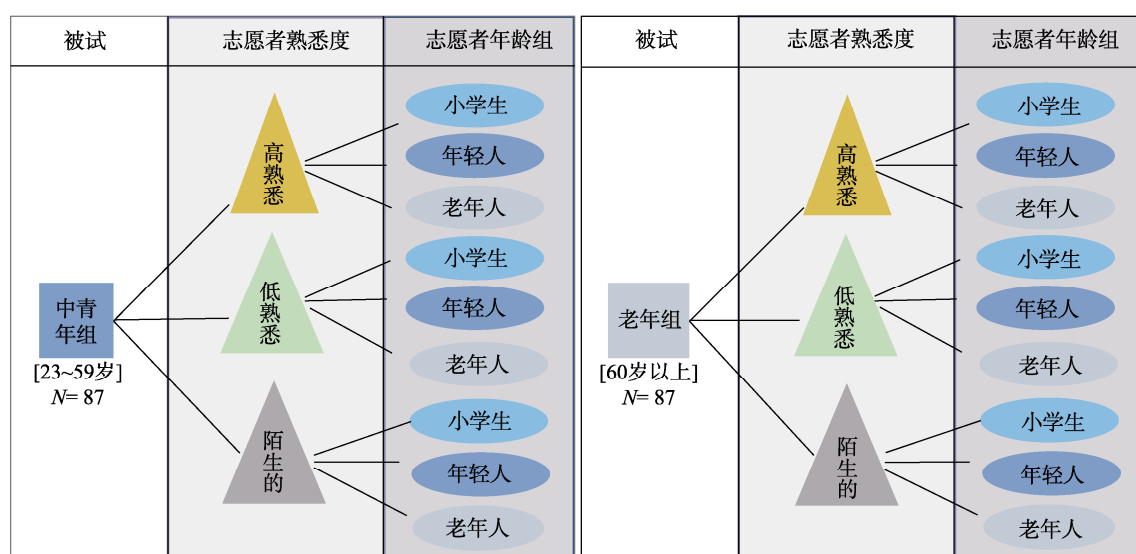 被试
志愿者熟悉度
志愿者年龄组
高熟悉
小学生
年轻人
老年人
中青
年组
[23~59岁]
N= 87
低熟悉
小学生
年轻人
老年人
陌生的
小学生
年轻人
老年人
被试
志愿者熟悉度
志愿者年龄组
高熟悉
小学生
年轻人
老年人
老年组
[60岁以上]
N= 87
低熟悉
小学生
年轻人
老年人
陌生的
小学生
年轻人
老年人